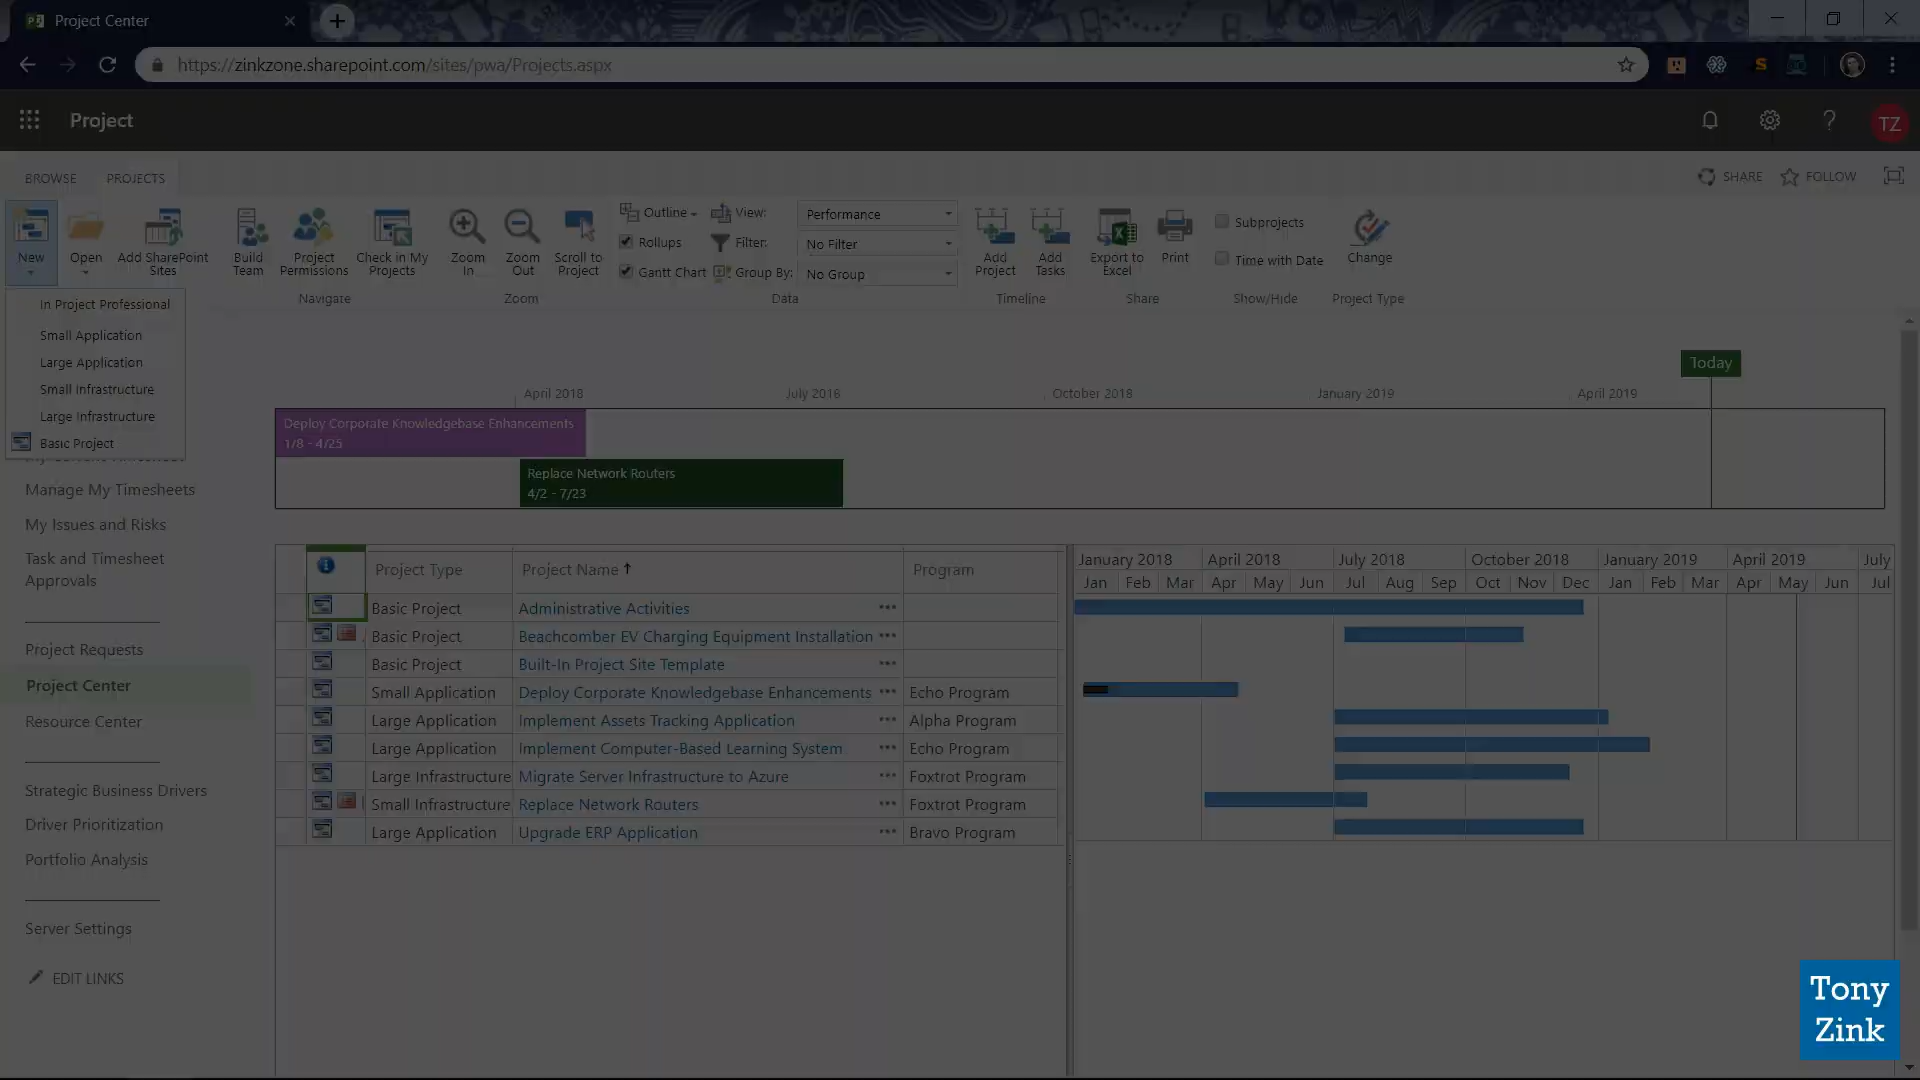 Project Center
https://zinkzone.sharepoint.com/sites/pwa/Projects.aspx
Project
TZ
BROWSE PROJECTS SHARE FOLLOW
New
Open
Add SharePoint
Sites
Build
Team
Project
Permissions
Check in My
Projects
Navigate
Zoom
In
Zoom
Out
Scroll to
Project
Zoom
Outline View: Performance
Rollups Filter: No Filter
Gantt Chart Group By: No Group
Data
Add
Project
Add
Tasks
Timeline
Export to
Excel
Print
Share
Subprojects
Time with Date
Show/Hide
Change
Project Type
In Project Professional
Small Application
Large Application
Small Infrastructure
Large Infrastructure
Basic Project
Manage My Timesheets
My Issues and Risks
Task and Timesheet
Approvals
Project Requests
Project Center
Resource Center
Strategic Business Drivers
Driver Prioritization
Portfolio Analysis
Server Settings
EDIT LINKS
Today
April 2018 July 2018 October 2018 January 2019 April 2019
Deploy Corporate Knowledgebase Enhancements
1/8 - 4/25
Replace Network Routers
4/2 - 7/23
Project Type Project Name Program
Basic Project Administrative Activities
Basic Project Beachcomber EV Charging Equipment Installation
Basic Project Built-In Project Site Template
Small Application Deploy Corporate Knowledgebase Enhancements Echo Program
Large Application Implement Assets Tracking Application Alpha Program
Large Application Implement Computer-Based Learning System Echo Program
Large Infrastructure Migrate Server Infrastructure to Azure Foxtrot Program
Small Infrastructure Replace Network Routers Foxtrot Program
Large Application Upgrade ERP Application Bravo Program
January 2018 April 2018 July 2018 October 2018 January 2019 April 2019 July
Jan Feb Mar Apr May Jun Jul Aug Sep Oct Nov Dec Jan Feb Mar Apr May Jun Jul
Tony
Zink